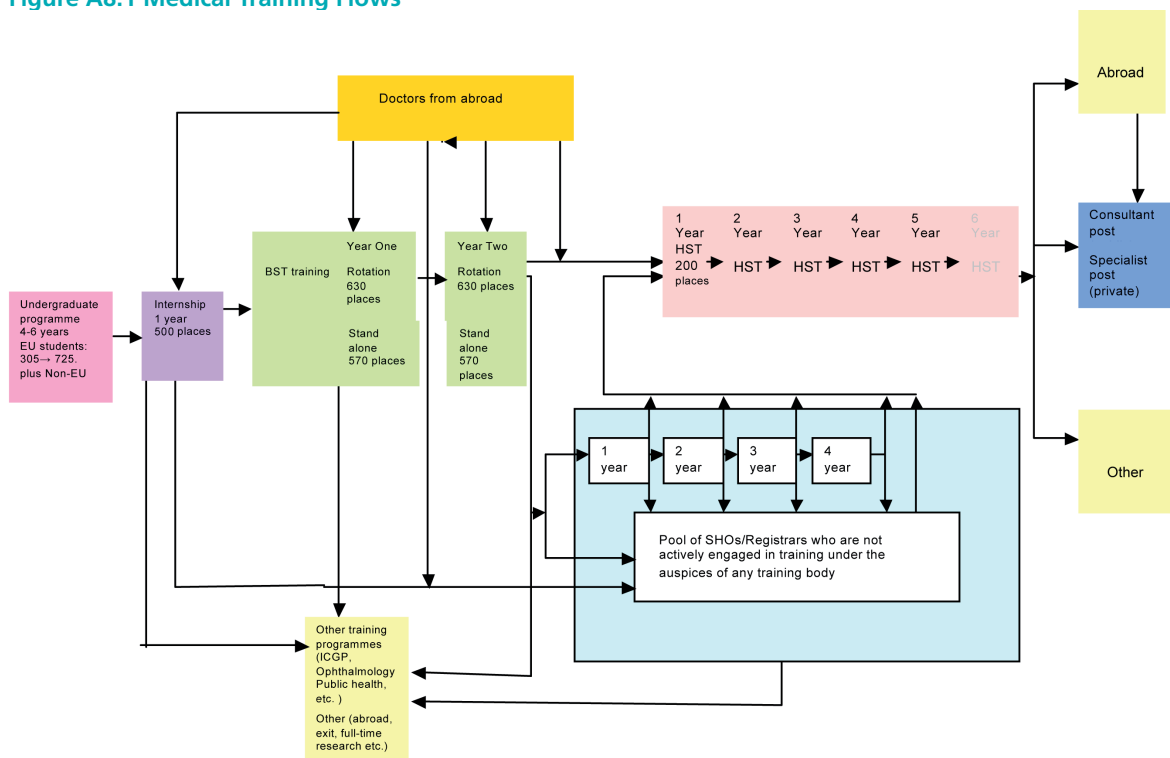 Figure A8.1 Medical Training Flows
Abroad
Doctors from abroad
Consultant
post
Specialist
post
(private)
1
Year
HST
200
places
2
Year
HST
3
Year
HST
4
Year
HST
5
Year
HST
6
Year
HST
BST training
Year One
Rotation
630
places
Stand
alone
570 places
Year Two
Rotation
630 places
Stand
alone
570
places
Undergraduate
programme
4-6 years
EU students:
305→ 725.
plus Non-EU
Internship
1 year
500 places
1
year
2
year
3
year
4
year
Other
Pool of SHOs/Registrars who are not
actively engaged in training under the
auspices of any training body
Other training
programmes
(ICGP,
Ophthalmology
Public health,
etc. )
Other (abroad,
exit, full-time
research etc.)